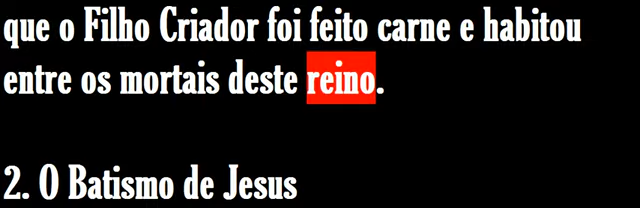 que o Filho Criador foi feito carne e habitou
entre os mortais deste reino.
2. O Batismo de Jesus